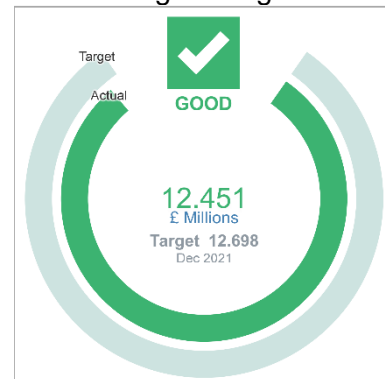 Target
Actual
GOOD
12.451
£ Millions
Target 12.698
Dec 2021